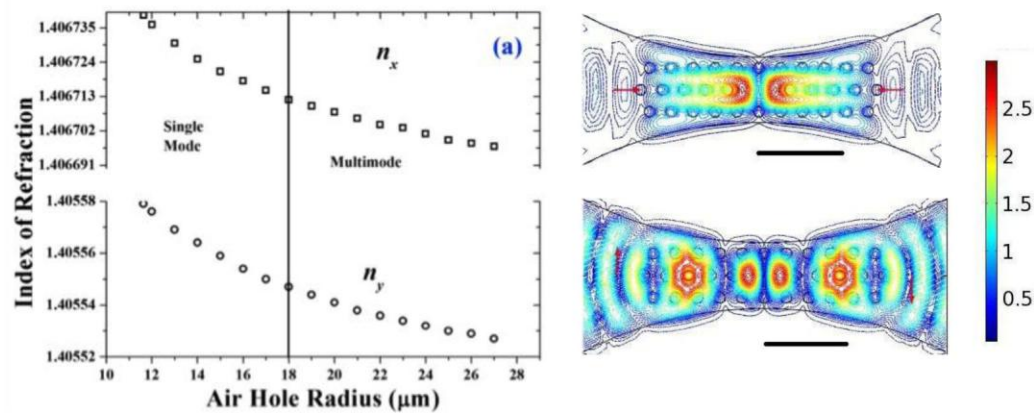 Index of Refraction
1.406735
1.406724
1.406713
1.406702
1.406691
1.40558
1.40556
1.40554
1.40552
(a)
nx
Single
Mode
Multimode
ny
10 12 14 16 18 20 22 24 26 28
Air Hole Radius (μm)
2.5
2
1.5
1
0.5